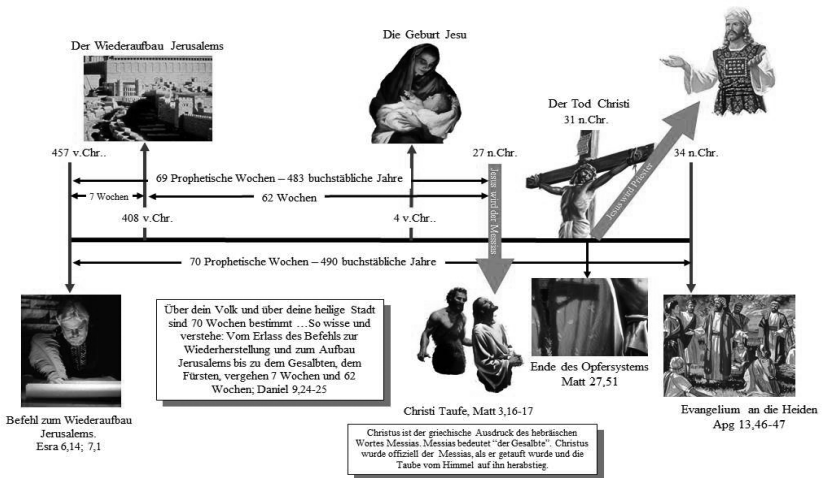 Der Wiederaufbau Jerusalems
Die Geburt Jesu
Der Tod Christi
31 n.Chr.
457 v.Chr..
27 n.Chr.
34 n.Chr.
69 Prophetische Wochen – 483 buchstäbliche Jahre
7 Wochen
62 Wochen
408 v.Chr.
4 v.Chr..
Jesus wird der Messias
Jesus wird Priester
70 Prophetische Wochen – 490 buchstäbliche Jahre
Befehl zum Wiederaufbau
Jerusalems.
Esra 6,14; 7,1
Über dein Volk und über deine heilige Stadt
sind 70 Wochen bestimmt …So wisse und
verstehe: Vom Erlass des Befehls zur
Wiederherstellung und zum Aufbau
Jerusalems bis zu dem Gesalbten, dem
Fürsten, vergehen 7 Wochen und 62
Wochen; Daniel 9,24-25
Christi Taufe, Matt 3,16-17
Ende des Opfersystems
Matt 27,51
Evangelium an die Heiden
Apg 13,46-47
Christus ist der griechische Ausdruck des hebräischen
Wortes Messias. Messias bedeutet “der Gesalbte”. Christus
wurde offiziell der Messias, als er getauft wurde und die
Taube vom Himmel auf ihn herabstieg.